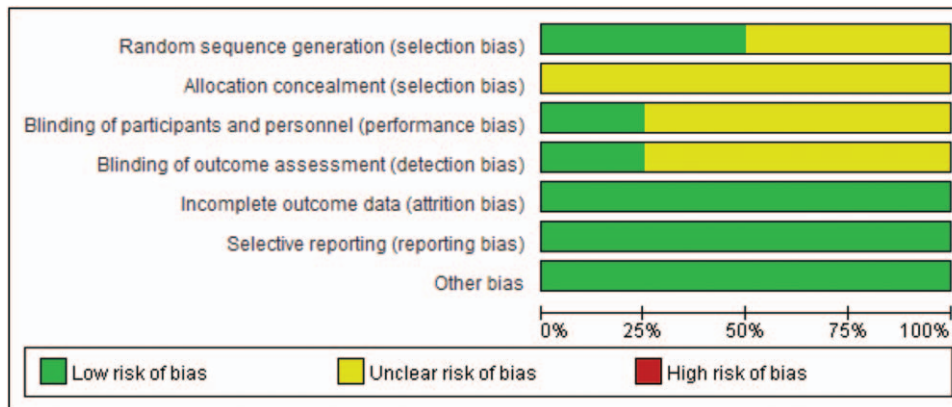 Random sequence generation (selection bias)
Allocation concealment (selection bias)
Blinding of participants and personnel (performance bias)
Blinding of outcome assessment (detection bias)
Incomplete outcome data (attrition bias)
Selective reporting (reporting bias)
Other bias
0% 25% 50% 75% 100%
Low risk of bias Unclear risk of bias High risk of bias